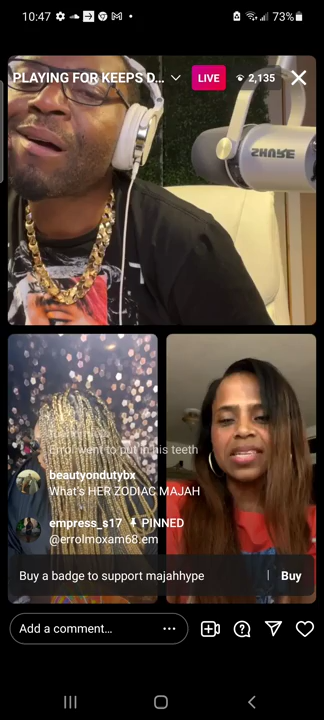 10:47
73%
PLAYING FOR KEEPS D...
LIVE
2,135
SHURE
Errol went to put in his teeth
beautyondutybx
What's HER ZODIAC MAJAH
empress_s17 PINNED
@errolmoxam68.em
Buy a badge to support majahhype
Buy
Add a comment...